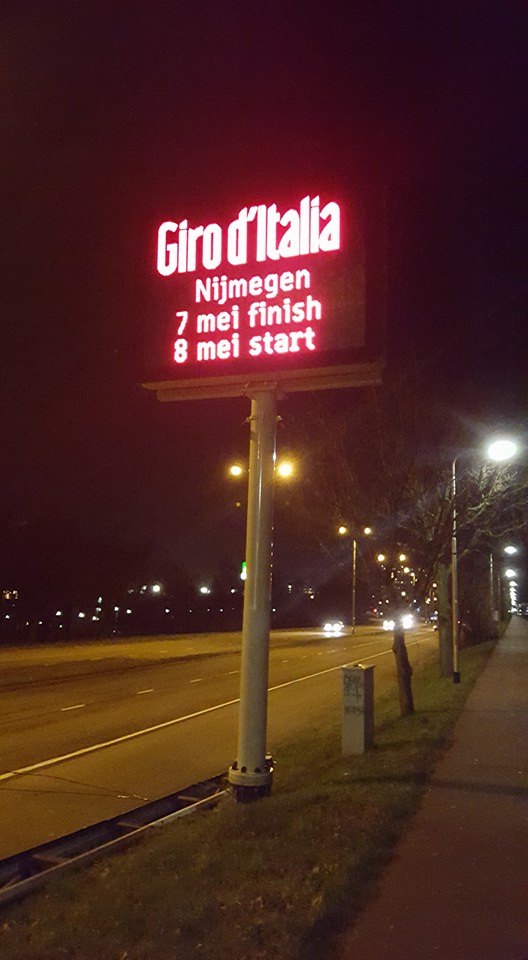 Giro d'Italia
Nijmegen
7 mei finish
8 mei start